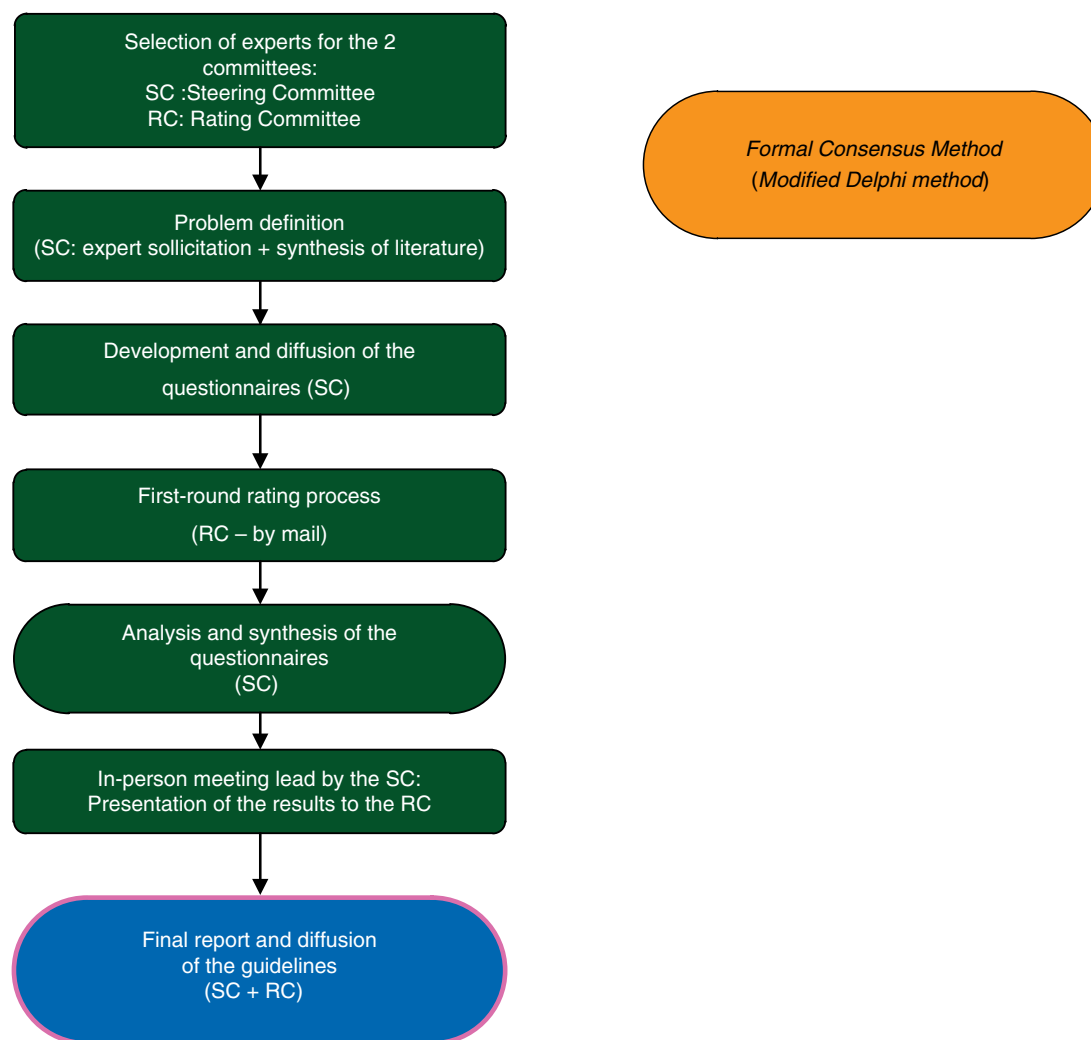 Selection of experts for the 2
committees:
SC :Steering Committee
RC: Rating Committee
Formal Consensus Method
(Modified Delphi method)
Problem definition
(SC: expert sollicitation + synthesis of literature)
Development and diffusion of the
questionnaires (SC)
First-round rating process
(RC – by mail)
Analysis and synthesis of the
questionnaires
(SC)
In-person meeting lead by the SC:
Presentation of the results to the RC
Final report and diffusion
of the guidelines
(SC + RC)